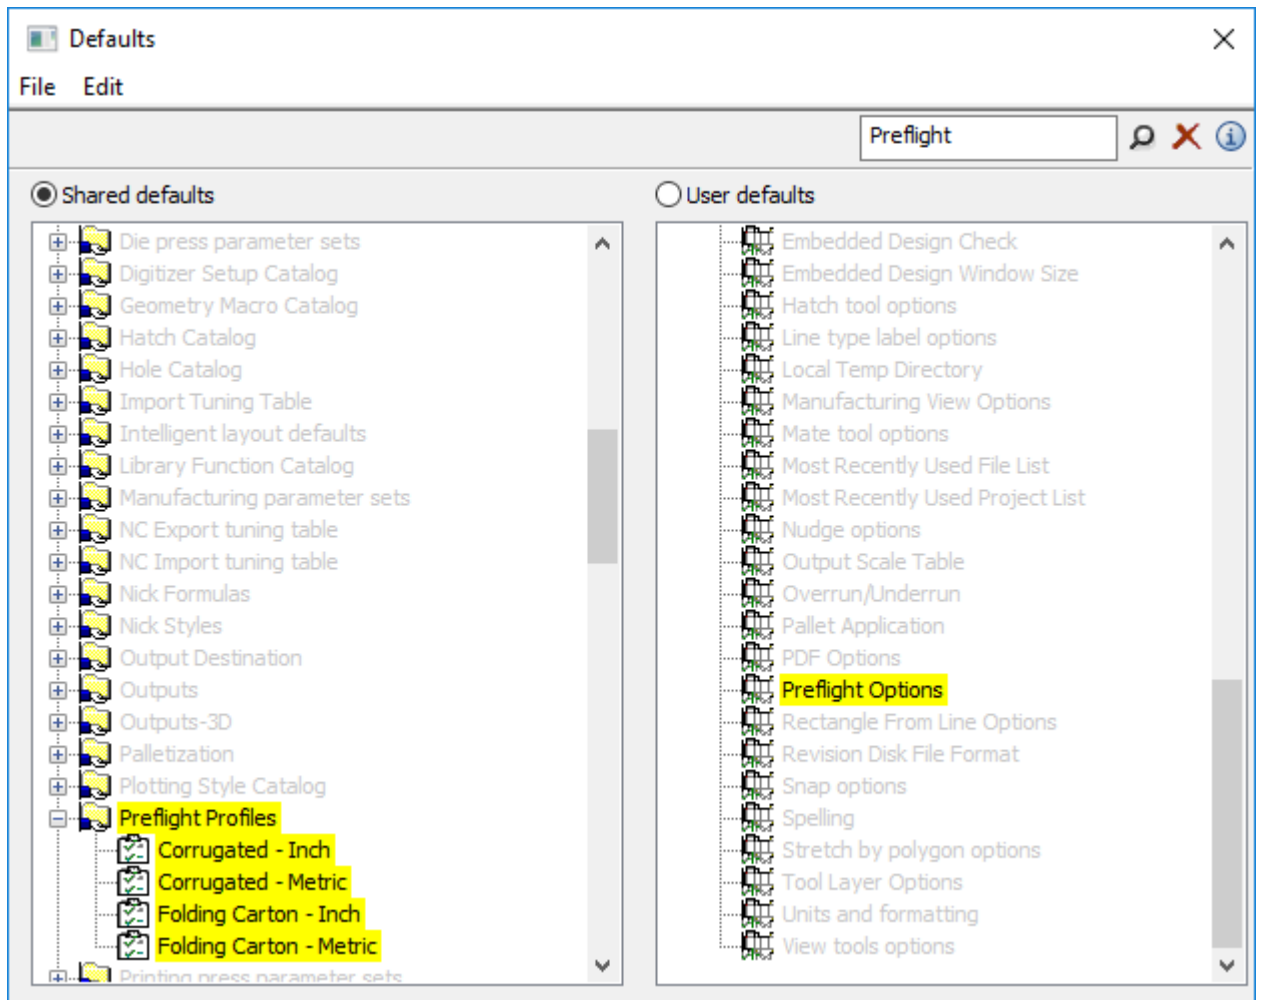 Defaults
File Edit
Preflight
Shared defaults
Die press parameter sets
Digitizer Setup Catalog
Geometry Macro Catalog
Hatch Catalog
Hole Catalog
Import Tuning Table
Intelligent layout defaults
Library Function Catalog
Manufacturing parameter sets
NC Export tuning table
NC Import tuning table
Nick Formulas
Nick Styles
Output Destination
Outputs
Outputs-3D
Palletization
Plotting Style Catalog
Preflight Profiles
Corrugated - Inch
Corrugated - Metric
Folding Carton - Inch
Folding Carton - Metric
Printing press parameter sets
User defaults
Embedded Design Check
Embedded Design Window Size
Hatch tool options
Line type label options
Local Temp Directory
Manufacturing View Options
Mate tool options
Most Recently Used File List
Most Recently Used Project List
Nudge options
Output Scale Table
Overrun/Underrun
Pallet Application
PDF Options
Preflight Options
Rectangle From Line Options
Revision Disk File Format
Snap options
Spelling
Stretch by polygon options
Tool Layer Options
Units and formatting
View tools options